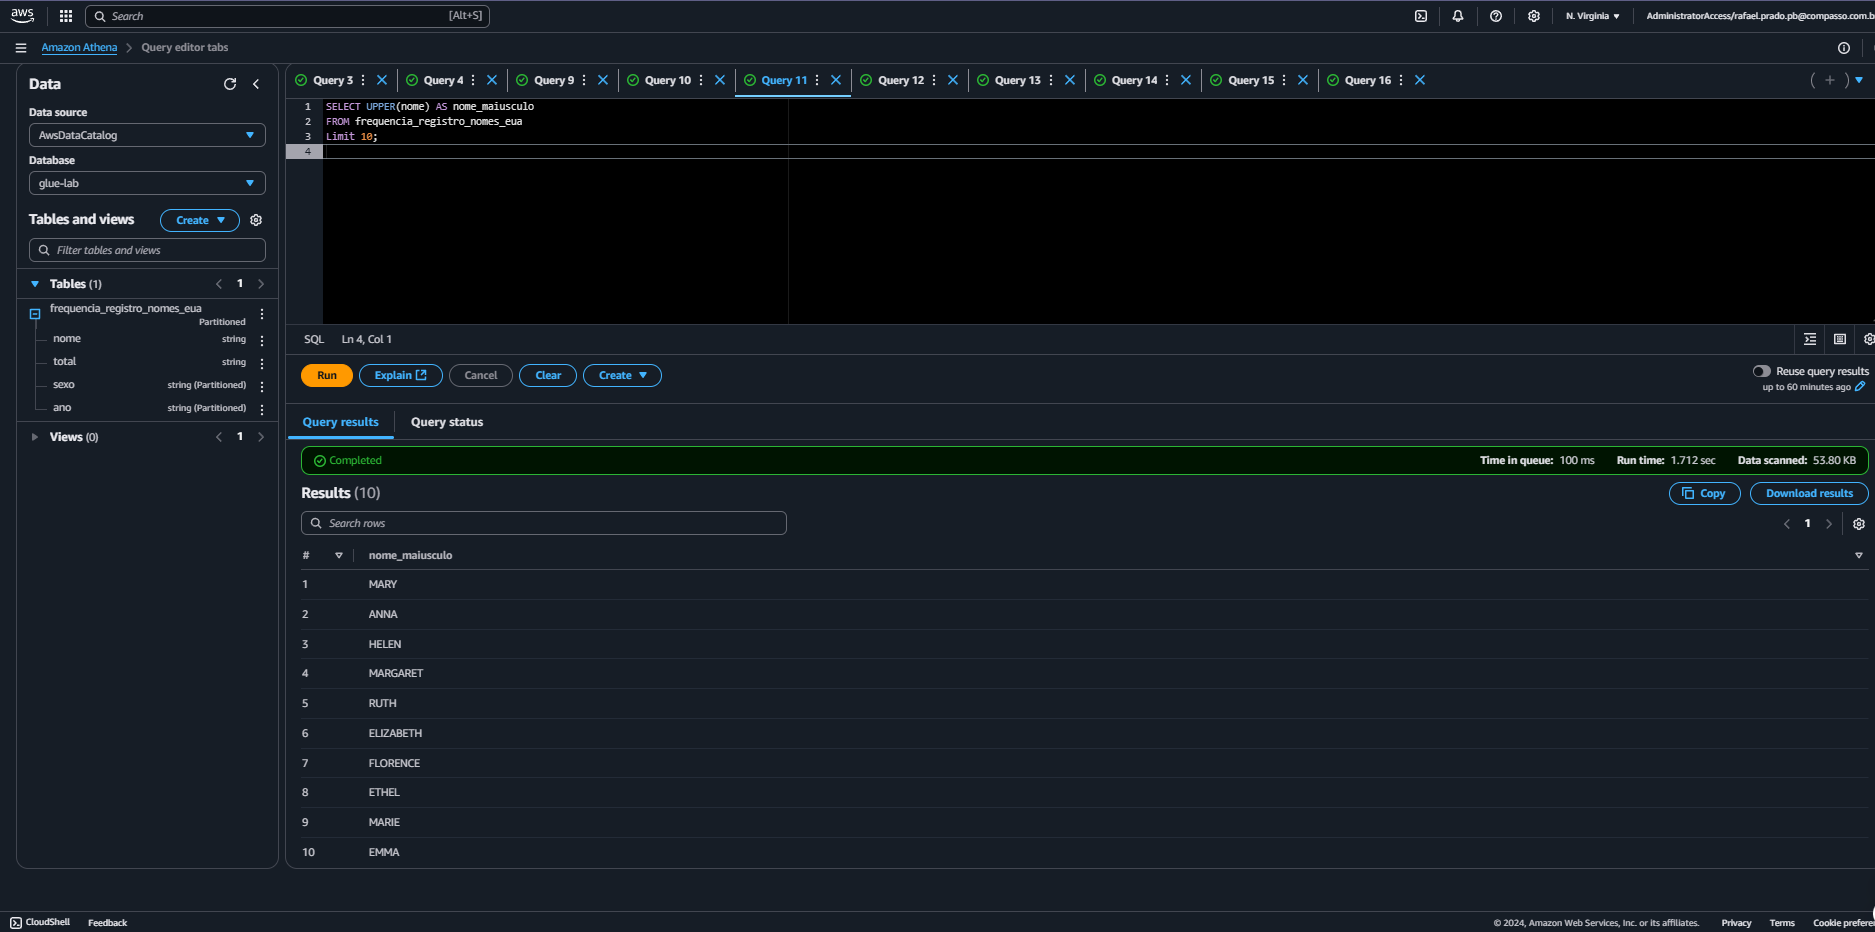 aws
Search [Alt+S]
N. Virginia
AdministratorAccess/rafael.prado.pb@compasso.com.b
Amazon Athena > Query editor tabs
Data
Data source
AwsDataCatalog
Database
glue-lab
Tables and views
Create
Filter tables and views
Tables (1)
< 1 >
frequencia_registro_nomes_eua
Partitioned
nome string
total string
sexo string (Partitioned)
ano string (Partitioned)
Views (0)
< 1 >
Query 3
Query 4
Query 9
Query 10
Query 11
Query 12
Query 13
Query 14
Query 15
Query 16
1 SELECT UPPER(nome) AS nome_maiusculo
2 FROM frequencia_registro_nomes_eua
3 Limit 10;
4
SQL Ln 4, Col 1
Run
Explain
Cancel
Clear
Create
Reuse query results
up to 60 minutes ago
Query results
Query status
Completed
Time in queue: 100 ms
Run time: 1.712 sec
Data scanned: 53.80 KB
Results (10)
Copy
Download results
Search rows
< 1 >
# nome_maiusculo
1 MARY
2 ANNA
3 HELEN
4 MARGARET
5 RUTH
6 ELIZABETH
7 FLORENCE
8 ETHEL
9 MARIE
10 EMMA
CloudShell
Feedback
© 2024, Amazon Web Services, Inc. or its affiliates.
Privacy
Terms
Cookie prefere